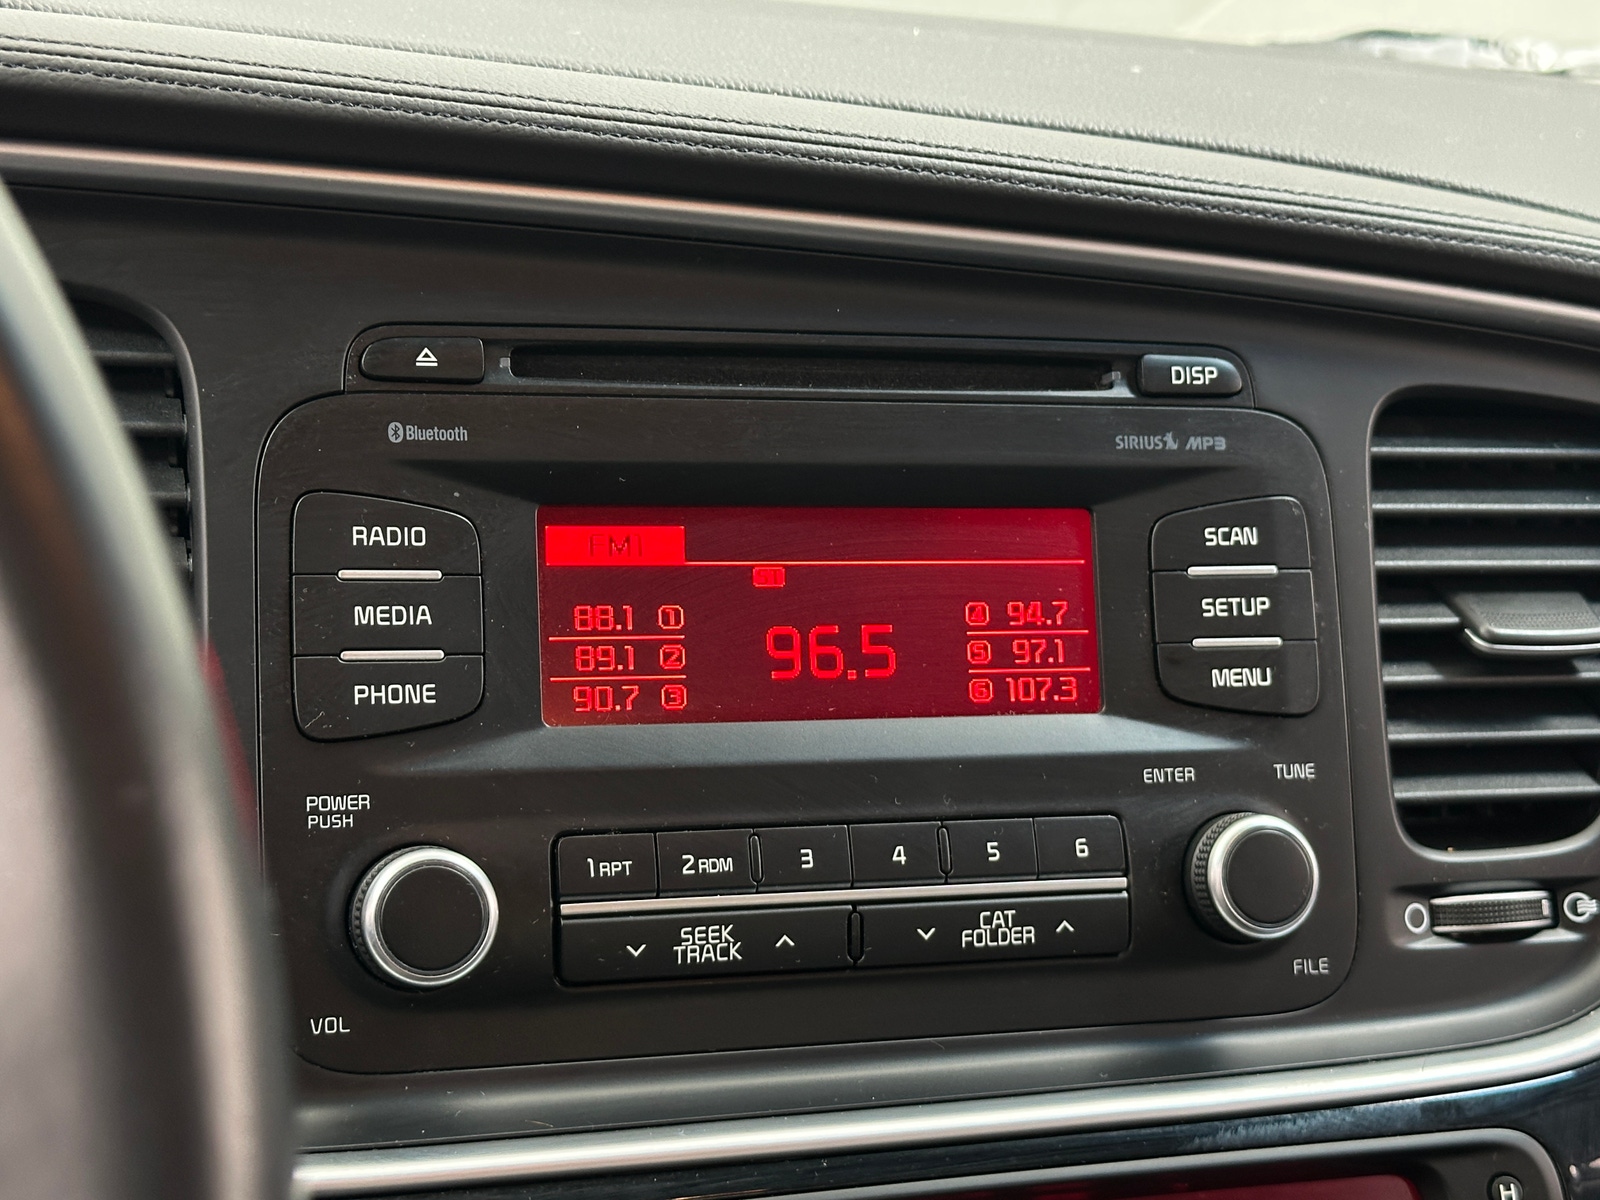 DISP
Bluetooth
SIRIUS MP3
RADIO
MEDIA
PHONE
FM1
88.1 1
89.1 2
90.7 3
96.5
4 94.7
5 97.1
6 107.3
SCAN
SETUP
MENU
POWER
PUSH
VOL
1 RPT
2 RDM
3
4
5
6
SEEK
TRACK
CAT
FOLDER
ENTER
TUNE
FILE
H